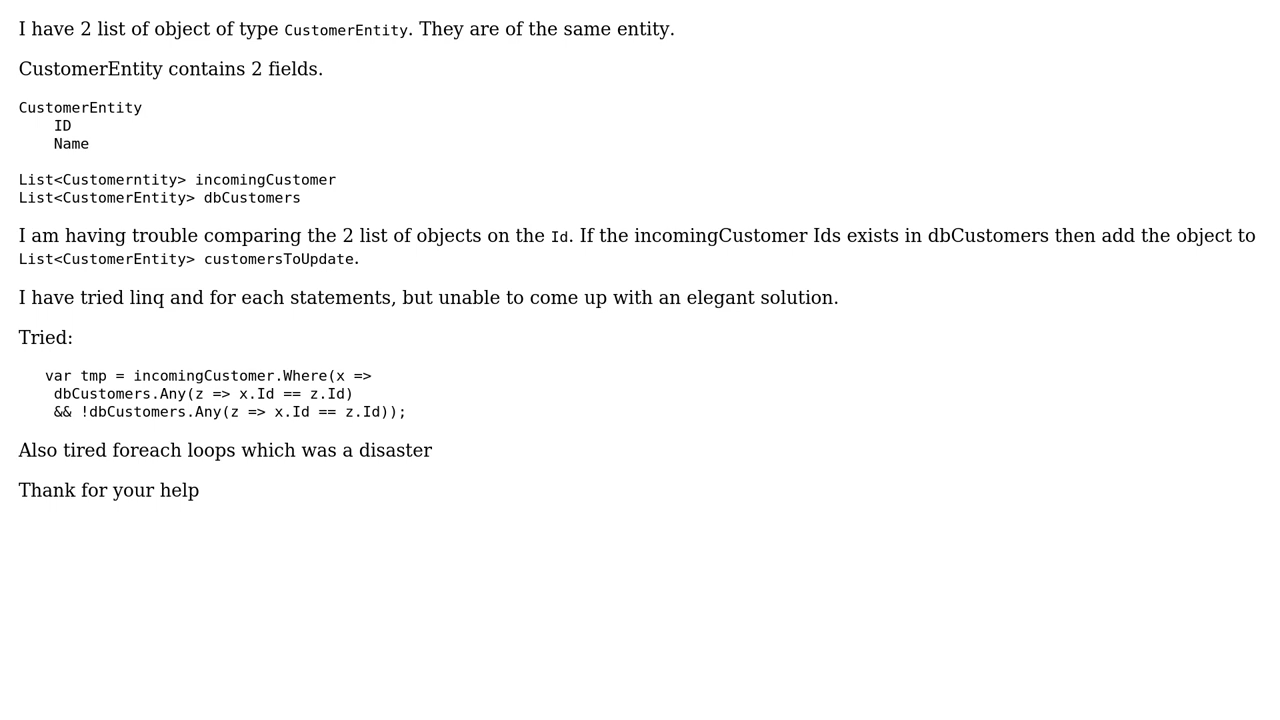 I have 2 list of object of type CustomerEntity. They are of the same entity.
CustomerEntity contains 2 fields.
CustomerEntity
    ID
    Name
List<Customerntity> incomingCustomer
List<CustomerEntity> dbCustomers
I am having trouble comparing the 2 list of objects on the Id. If the incomingCustomer Ids exists in dbCustomers then add the object to
List<CustomerEntity> customersToUpdate.
I have tried linq and for each statements, but unable to come up with an elegant solution.
Tried:
   var tmp = incomingCustomer.Where(x =>
    dbCustomers.Any(z => x.Id == z.Id)
    && !dbCustomers.Any(z => x.Id == z.Id));
Also tired foreach loops which was a disaster
Thank for your help